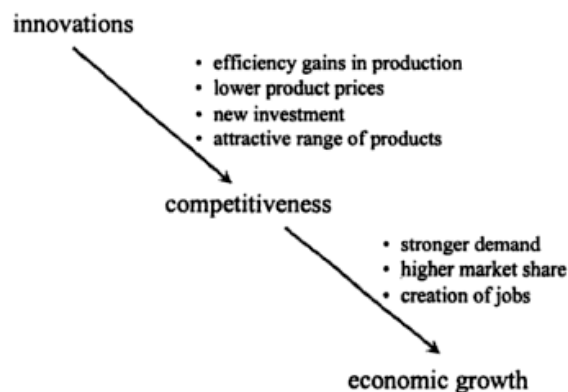 innovations
• efficiency gains in production
• lower product prices
• new investment
• attractive range of products
competitiveness
• stronger demand
• higher market share
• creation of jobs
economic growth